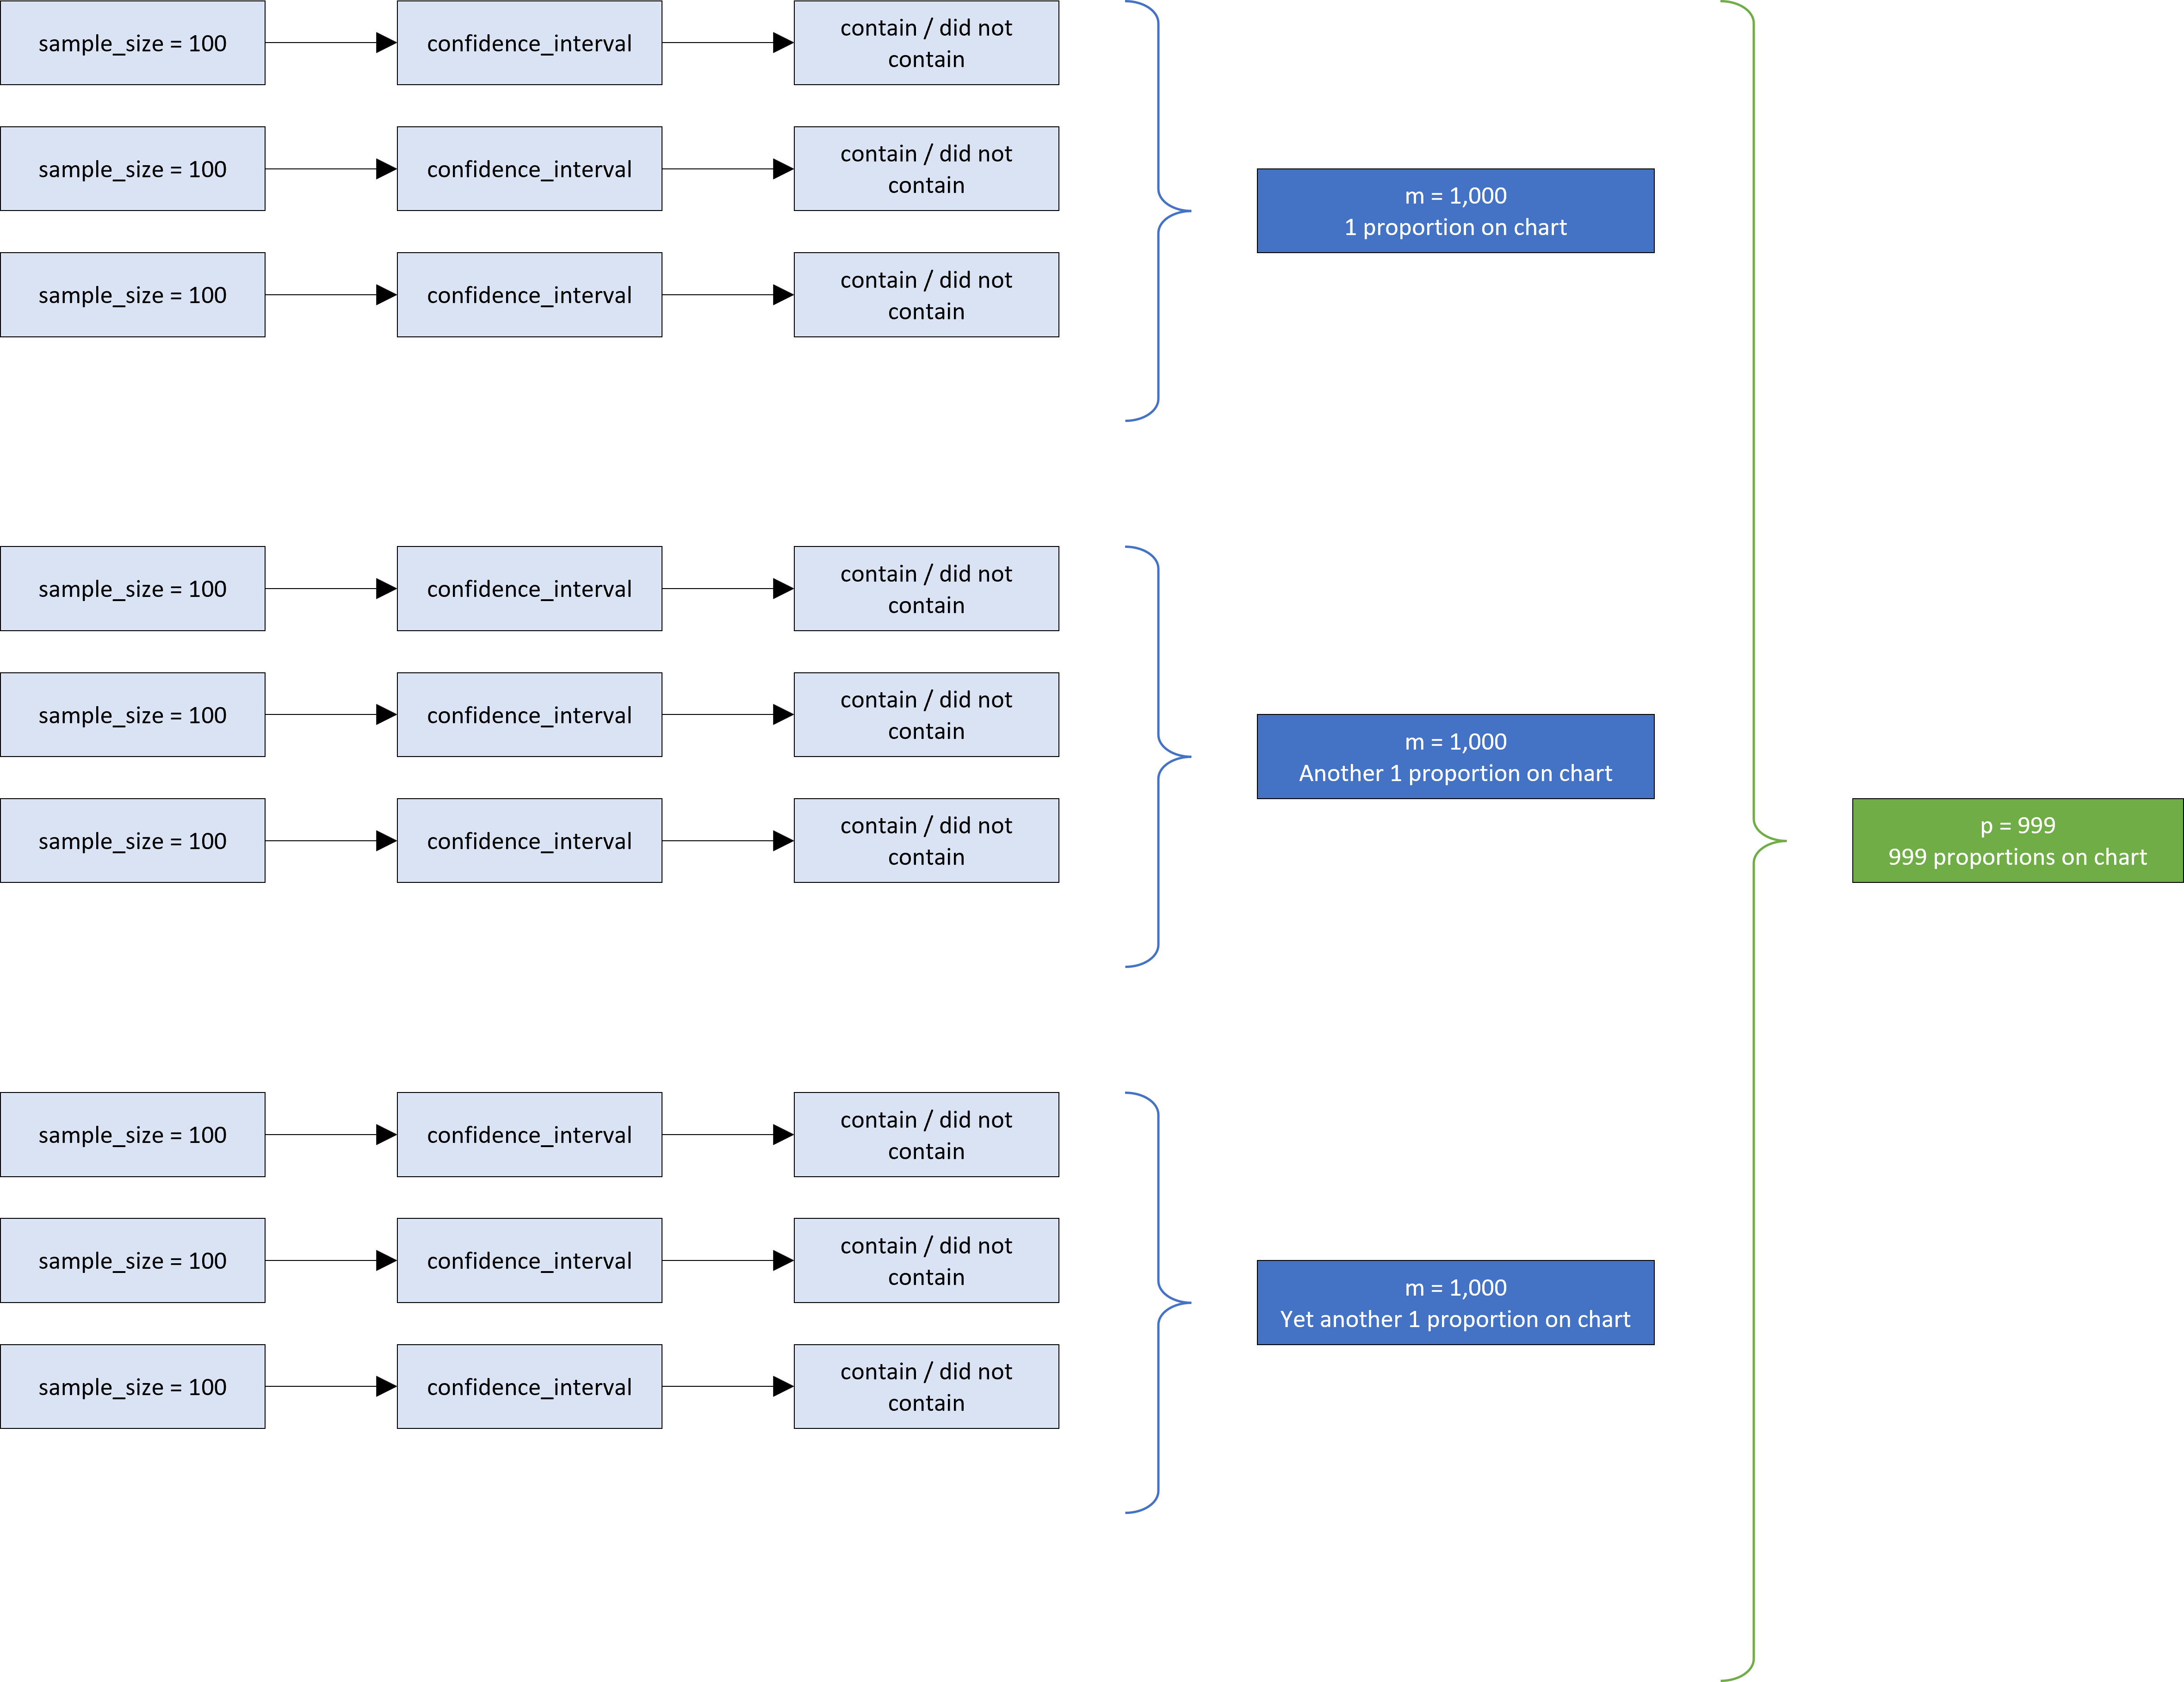 sample_size = 100
confidence_interval
contain / did not
contain
sample_size = 100
confidence_interval
contain / did not
contain
sample_size = 100
confidence_interval
contain / did not
contain
m = 1,000
1 proportion on chart
sample_size = 100
confidence_interval
contain / did not
contain
sample_size = 100
confidence_interval
contain / did not
contain
sample_size = 100
confidence_interval
contain / did not
contain
m = 1,000
Another 1 proportion on chart
sample_size = 100
confidence_interval
contain / did not
contain
sample_size = 100
confidence_interval
contain / did not
contain
sample_size = 100
confidence_interval
contain / did not
contain
m = 1,000
Yet another 1 proportion on chart
p = 999
999 proportions on chart